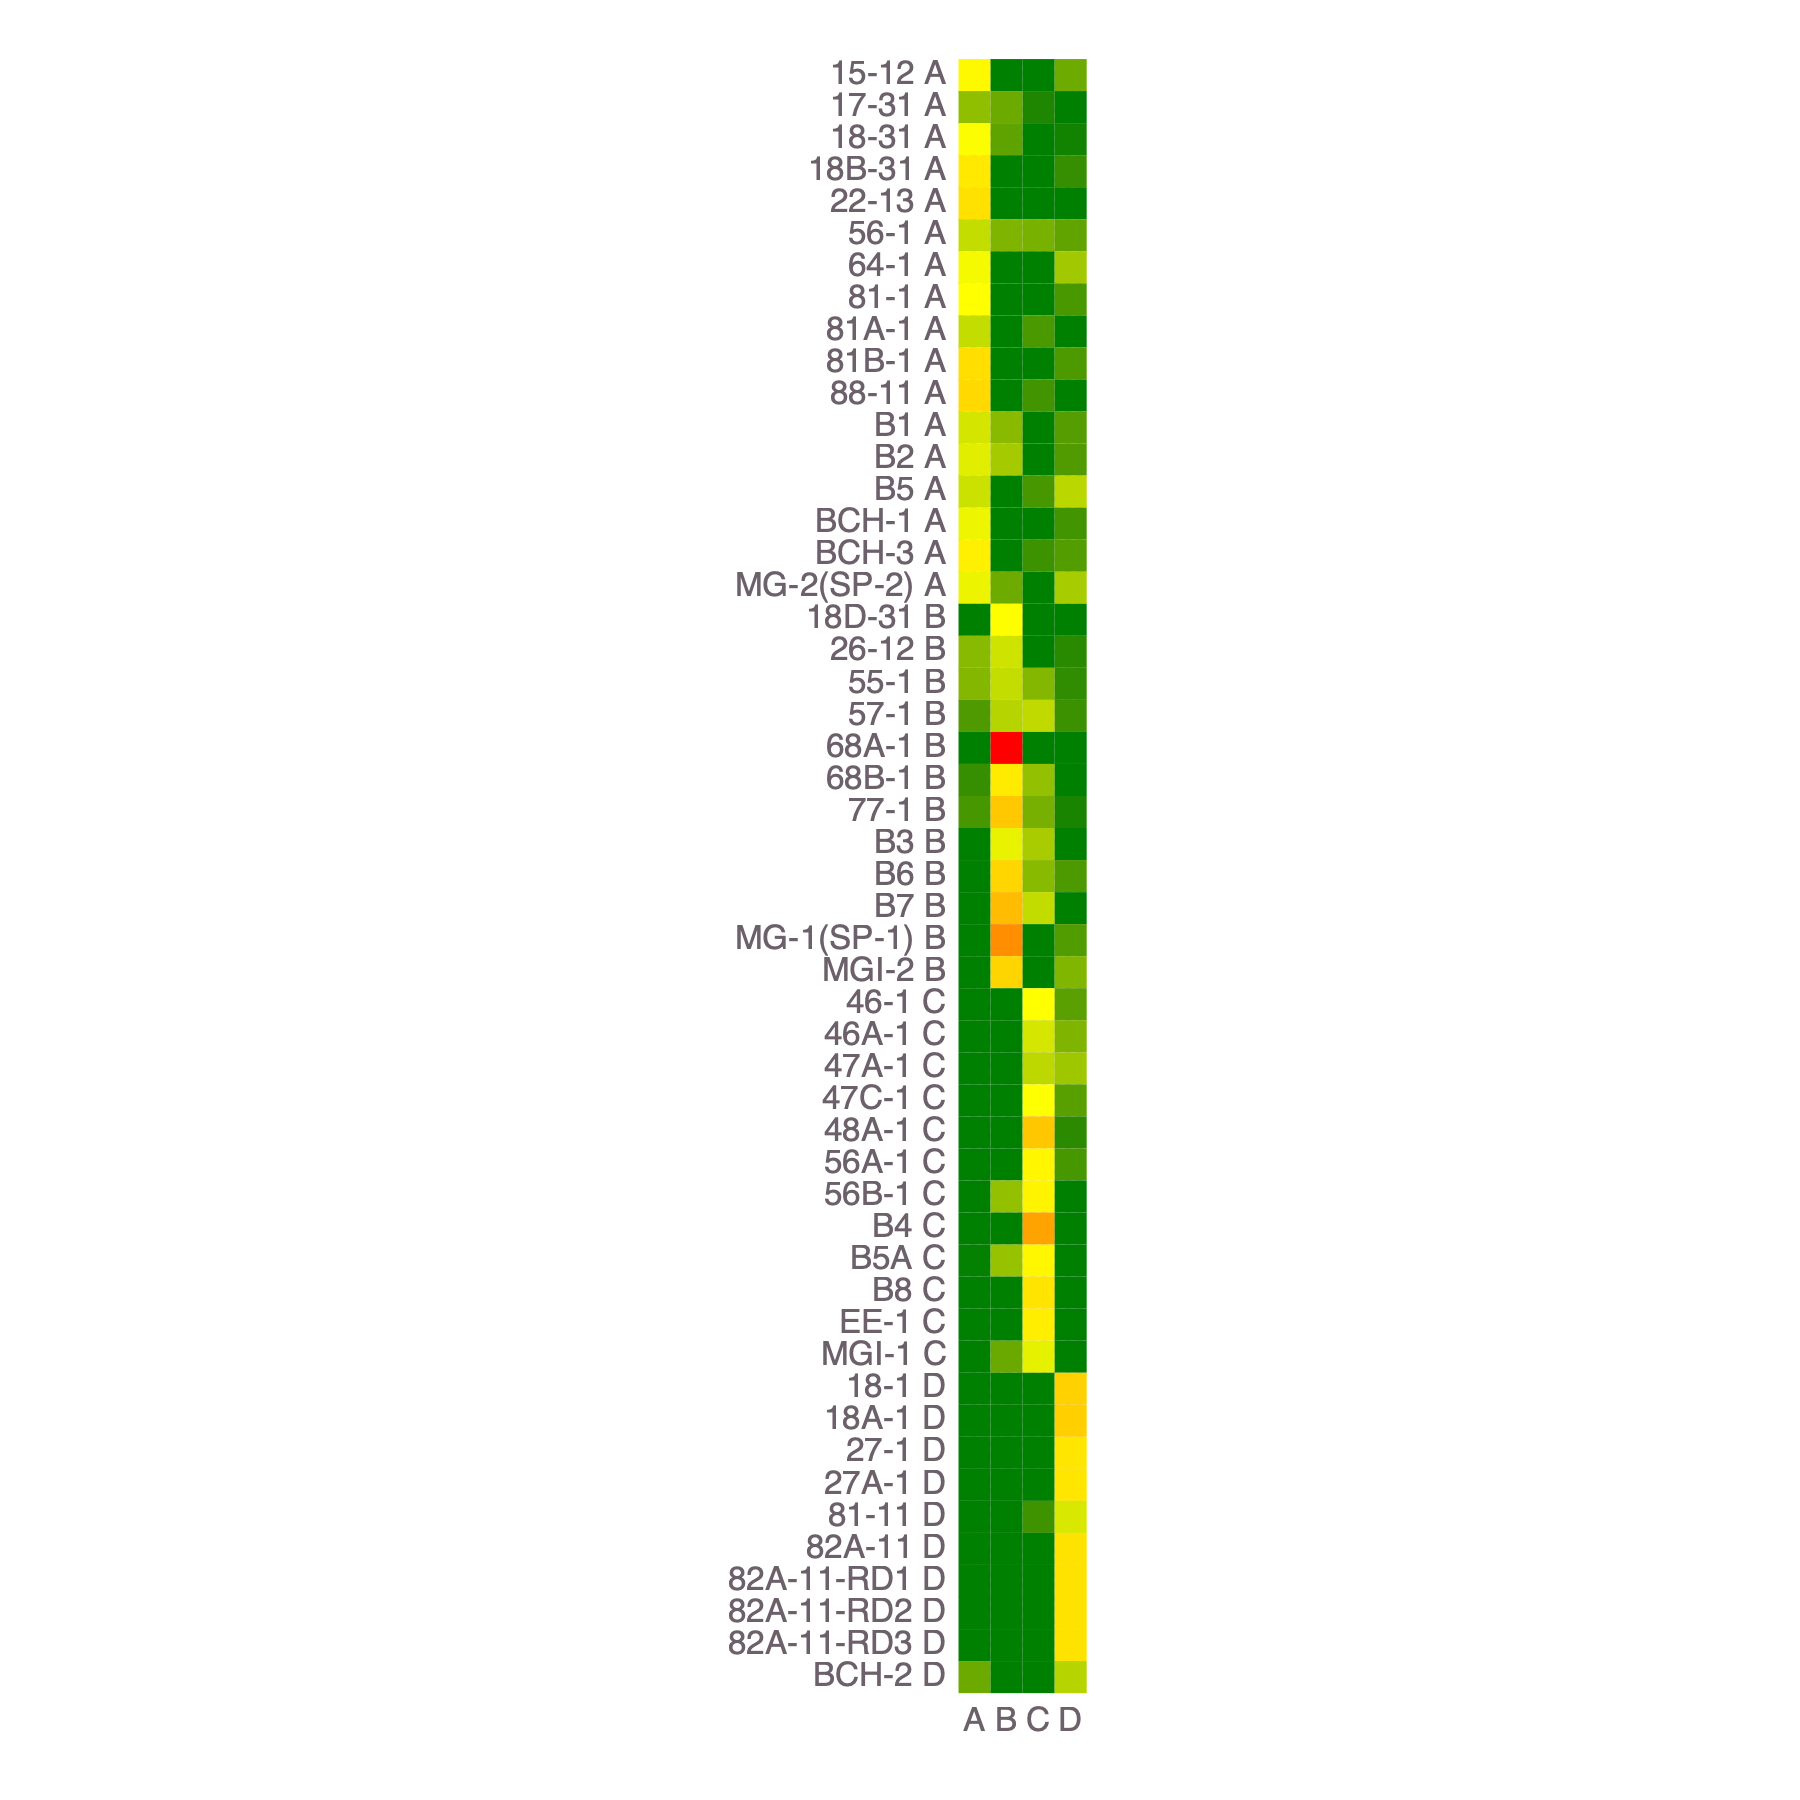 15-12 A
17-31 A
18-31 A
18B-31 A
22-13 A
56-1 A
64-1 A
81-1 A
81A-1 A
81B-1 A
88-11 A
B1 A
B2 A
B5 A
BCH-1 A
BCH-3 A
MG-2(SP-2) A
18D-31 B
26-12 B
55-1 B
57-1 B
68A-1 B
68B-1 B
77-1 B
B3 B
B6 B
B7 B
MG-1(SP-1) B
MGI-2 B
46-1 C
46A-1 C
47A-1 C
47C-1 C
48A-1 C
56A-1 C
56B-1 C
B4 C
B5A C
B8 C
EE-1 C
MGI-1 C
18-1 D
18A-1 D
27-1 D
27A-1 D
81-11 D
82A-11 D
82A-11-RD1 D
82A-11-RD2 D
82A-11-RD3 D
BCH-2 D
A B C D